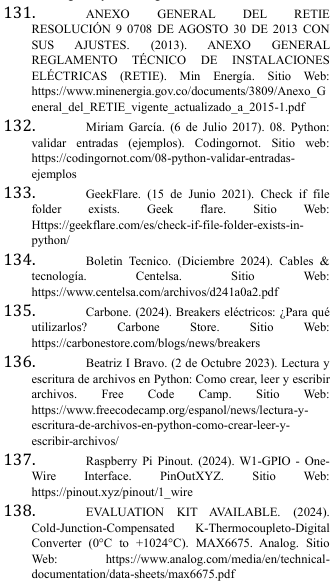 131. ANEXO GENERAL DEL RETIE
RESOLUCIÓN 9 0708 DE AGOSTO 30 DE 2013 CON
SUS AJUSTES. (2013). ANEXO GENERAL
REGLAMENTO TÉCNICO DE INSTALACIONES
ELÉCTRICAS (RETIE). Min Energía. Sitio Web:
https://www.minenergia.gov.co/documents/3809/Anexo_G
eneral_del_RETIE_vigente_actualizado_a_2015-1.pdf
132. Miriam García. (6 de Julio 2017). 08. Python:
validar entradas (ejemplos). Codingornot. Sitio web:
https://codingornot.com/08-python-validar-entradas-
ejemplos
133. GeekFlare. (15 de Junio 2021). Check if file
folder exists. Geek flare. Sitio Web:
Https://geekflare.com/es/check-if-file-folder-exists-in-
python/
134. Boletin Tecnico. (Diciembre 2024). Cables &
tecnología. Centelsa. Sitio Web:
https://www.centelsa.com/archivos/d241a0a2.pdf
135. Carbone. (2024). Breakers eléctricos: ¿Para qué
utilizarlos? Carbone Store. Sitio Web:
https://carbonestore.com/blogs/news/breakers
136. Beatriz I Bravo. (2 de Octubre 2023). Lectura y
escritura de archivos en Python: Como crear, leer y escribir
archivos. Free Code Camp. Sitio Web:
https://www.freecodecamp.org/espanol/news/lectura-y-
escritura-de-archivos-en-python-como-crear-leer-y-
escribir-archivos/
137. Raspberry Pi Pinout. (2024). W1-GPIO - One-
Wire Interface. PinOutXYZ. Sitio Web:
https://pinout.xyz/pinout/1_wire
138. EVALUATION KIT AVAILABLE. (2024).
Cold-Junction-Compensated K-Thermocoupleto-Digital
Converter (0°C to +1024°C). MAX6675. Analog. Sitio
Web: https://www.analog.com/media/en/technical-
documentation/data-sheets/max6675.pdf